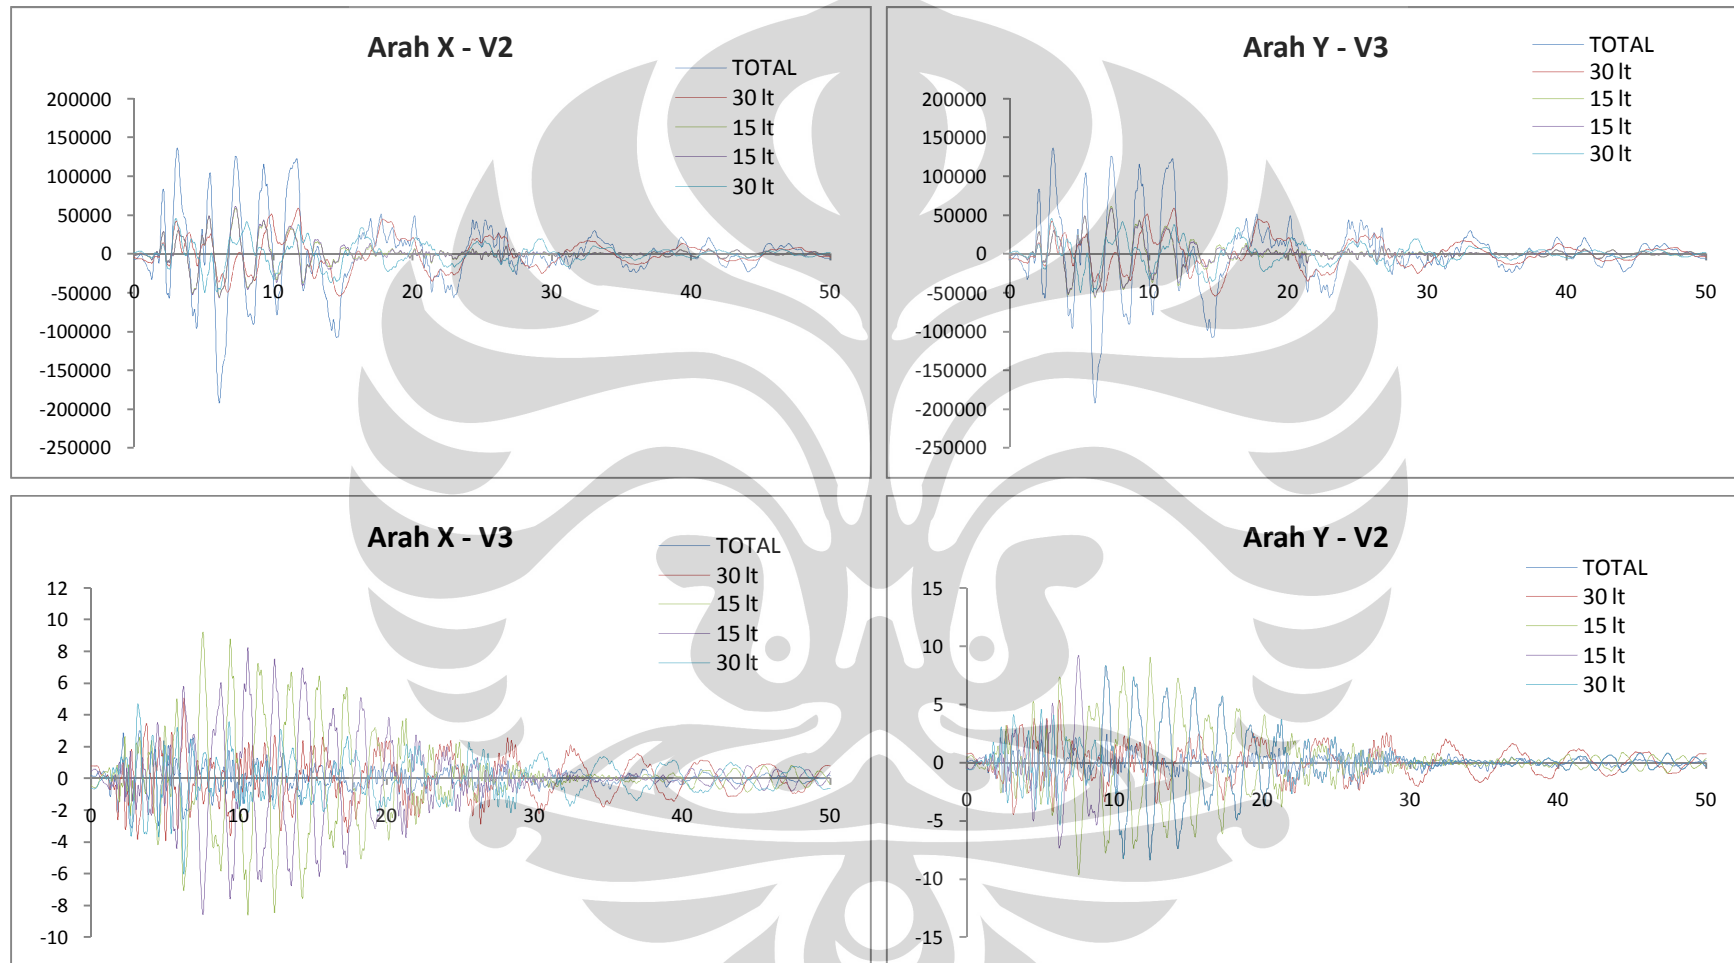 Arah X - V2
TOTAL
30 lt
15 lt
15 lt
30 lt
200000
150000
100000
50000
0
-50000
-100000
-150000
-200000
-250000
0 10 20 30 40 50
Arah Y - V3
TOTAL
30 lt
15 lt
15 lt
30 lt
200000
150000
100000
50000
0
-50000
-100000
-150000
-200000
-250000
0 10 20 30 40 50
Arah X - V3
TOTAL
30 lt
15 lt
15 lt
30 lt
12
10
8
6
4
2
0
-2
-4
-6
-8
-10
0 10 20 30 40 50
Arah Y - V2
TOTAL
30 lt
15 lt
15 lt
30 lt
15
10
5
0
-5
-10
-15
0 10 20 30 40 50